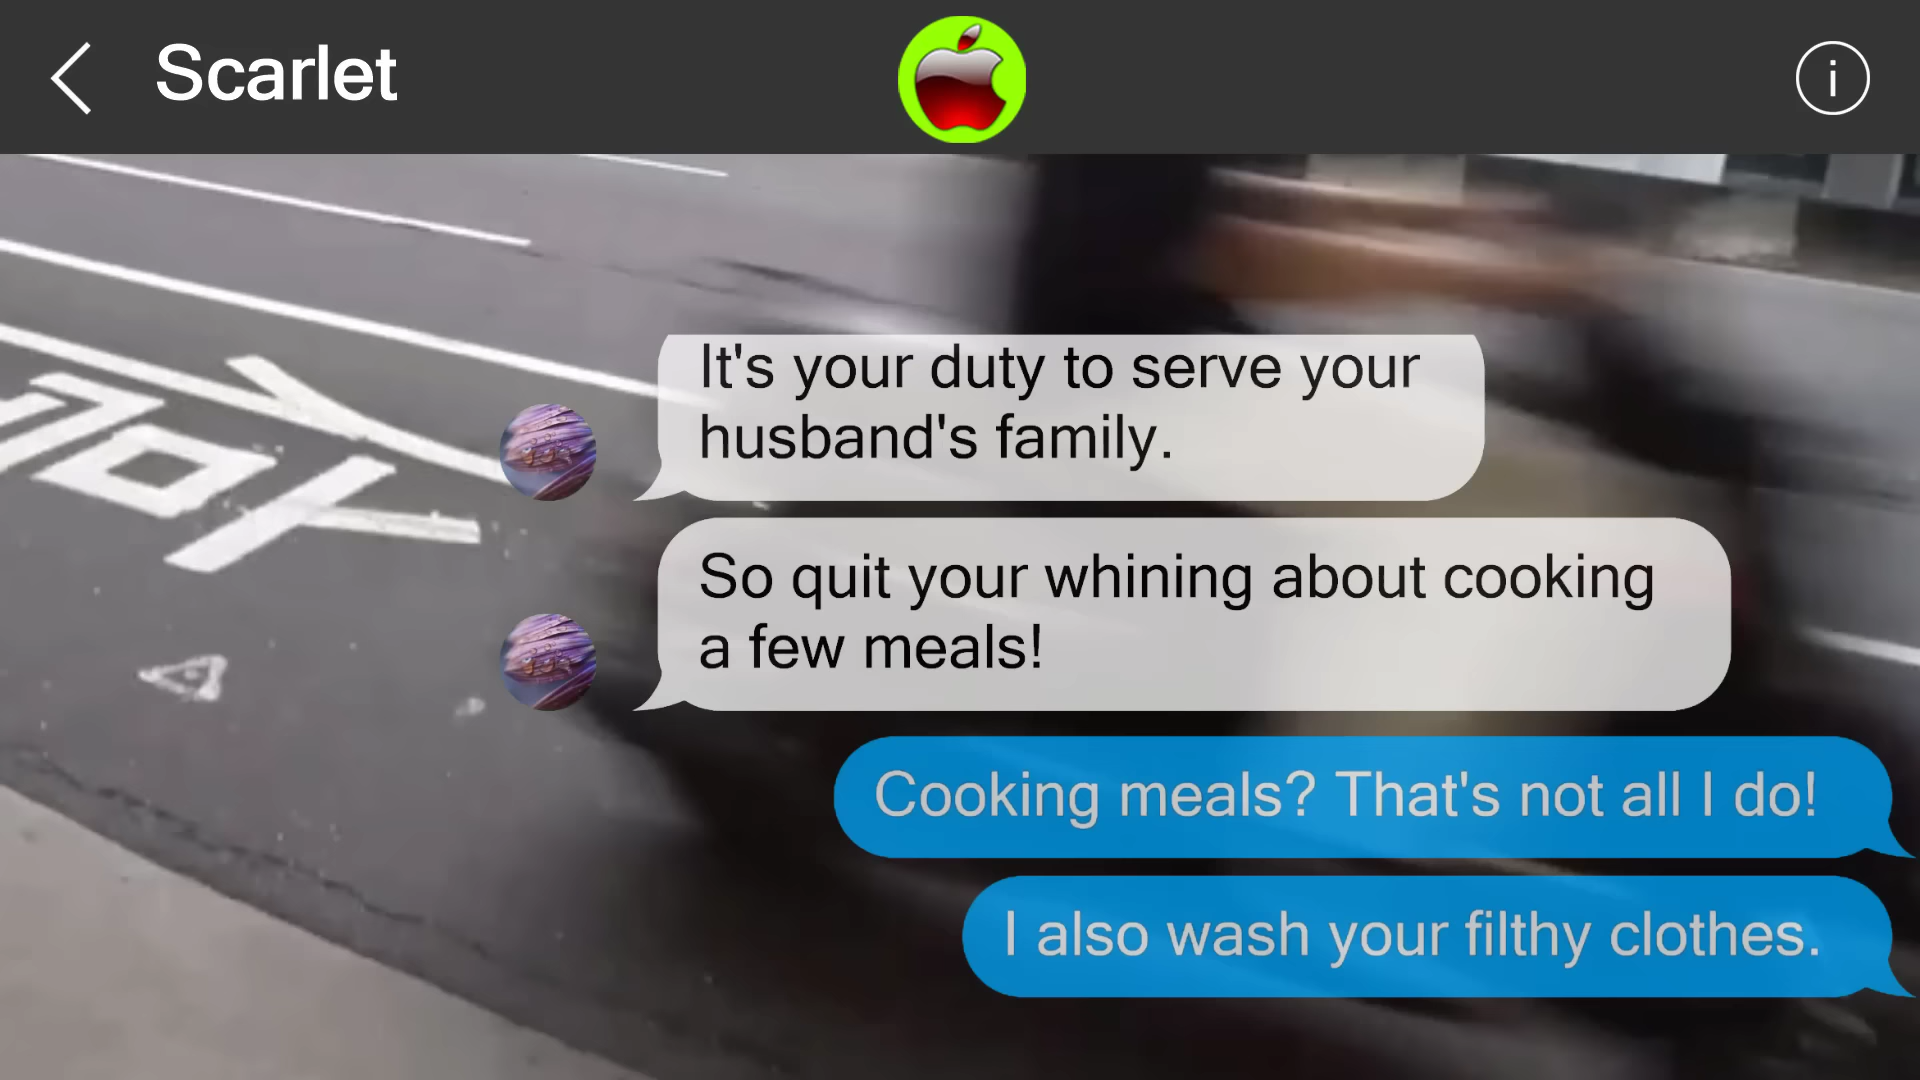 Scarlet
i
It's your duty to serve your
husband's family.
So quit your whining about cooking
a few meals!
Cooking meals? That's not all I do!
I also wash your filthy clothes.